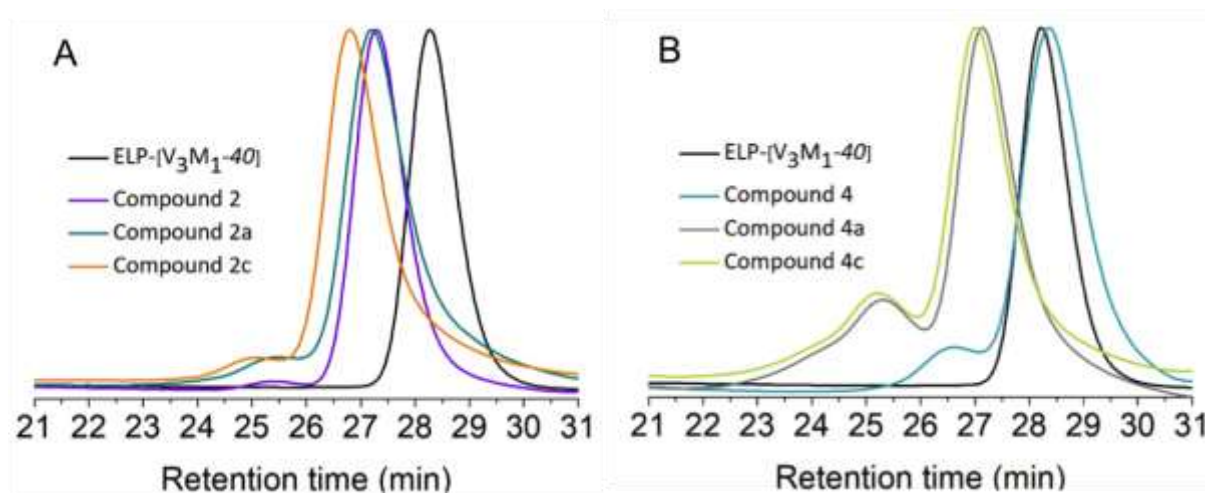 A
ELP-[V3M1-40]
Compound 2
Compound 2a
Compound 2c
21 22 23 24 25 26 27 28 29 30 31
Retention time (min)
B
ELP-[V3M1-40]
Compound 4
Compound 4a
Compound 4c
21 22 23 24 25 26 27 28 29 30 31
Retention time (min)